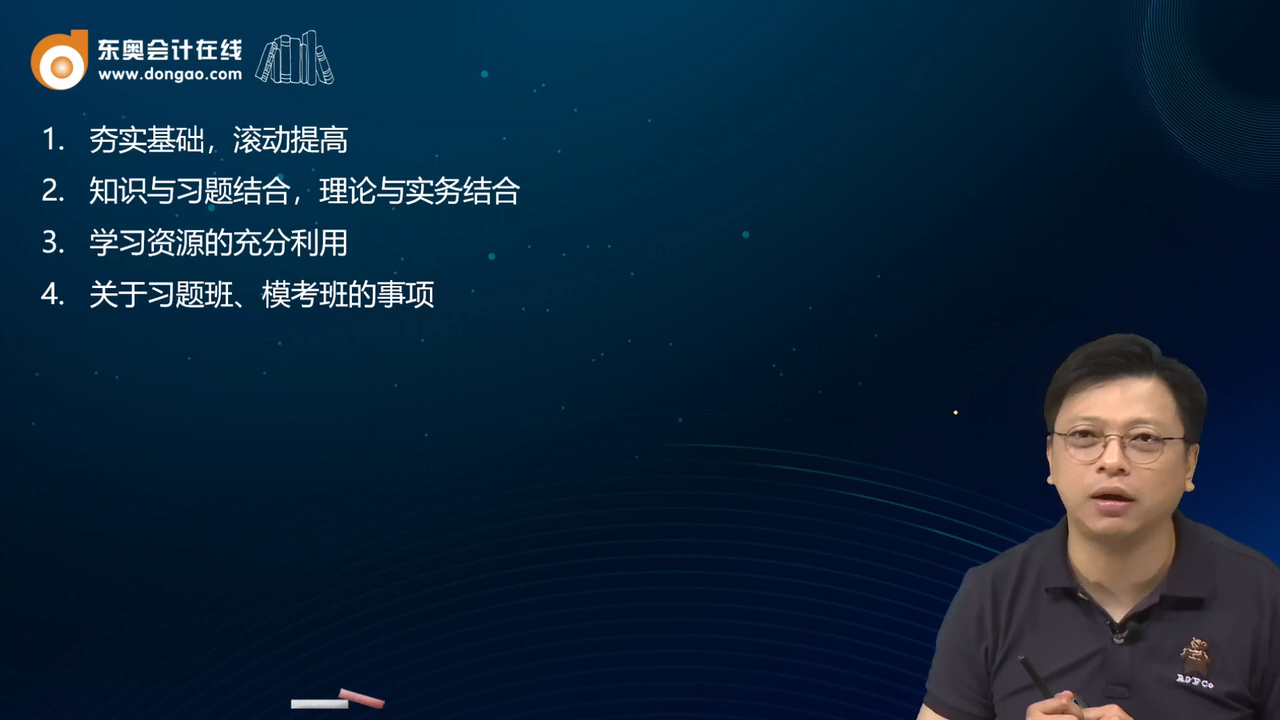 东奥会计在线
www.dongao.com
1. 夯实基础，滚动提高
2. 知识与习题结合，理论与实务结合
3. 学习资源的充分利用
4. 关于习题班、模考班的事项